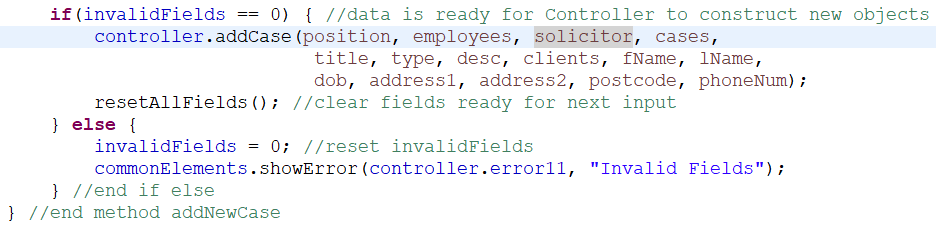 if(invalidFields == 0) { //data is ready for Controller to construct new objects
controller.addCase(position, employees, solicitor, cases,
title, type, desc, clients, fName, lName,
dob, address1, address2, postcode, phoneNum);
resetAllFields(); //clear fields ready for next input
} else {
invalidFields = 0; //reset invalidFields
commonElements.showError(controller.error11, "Invalid Fields");
} //end if else
} //end method addNewCase